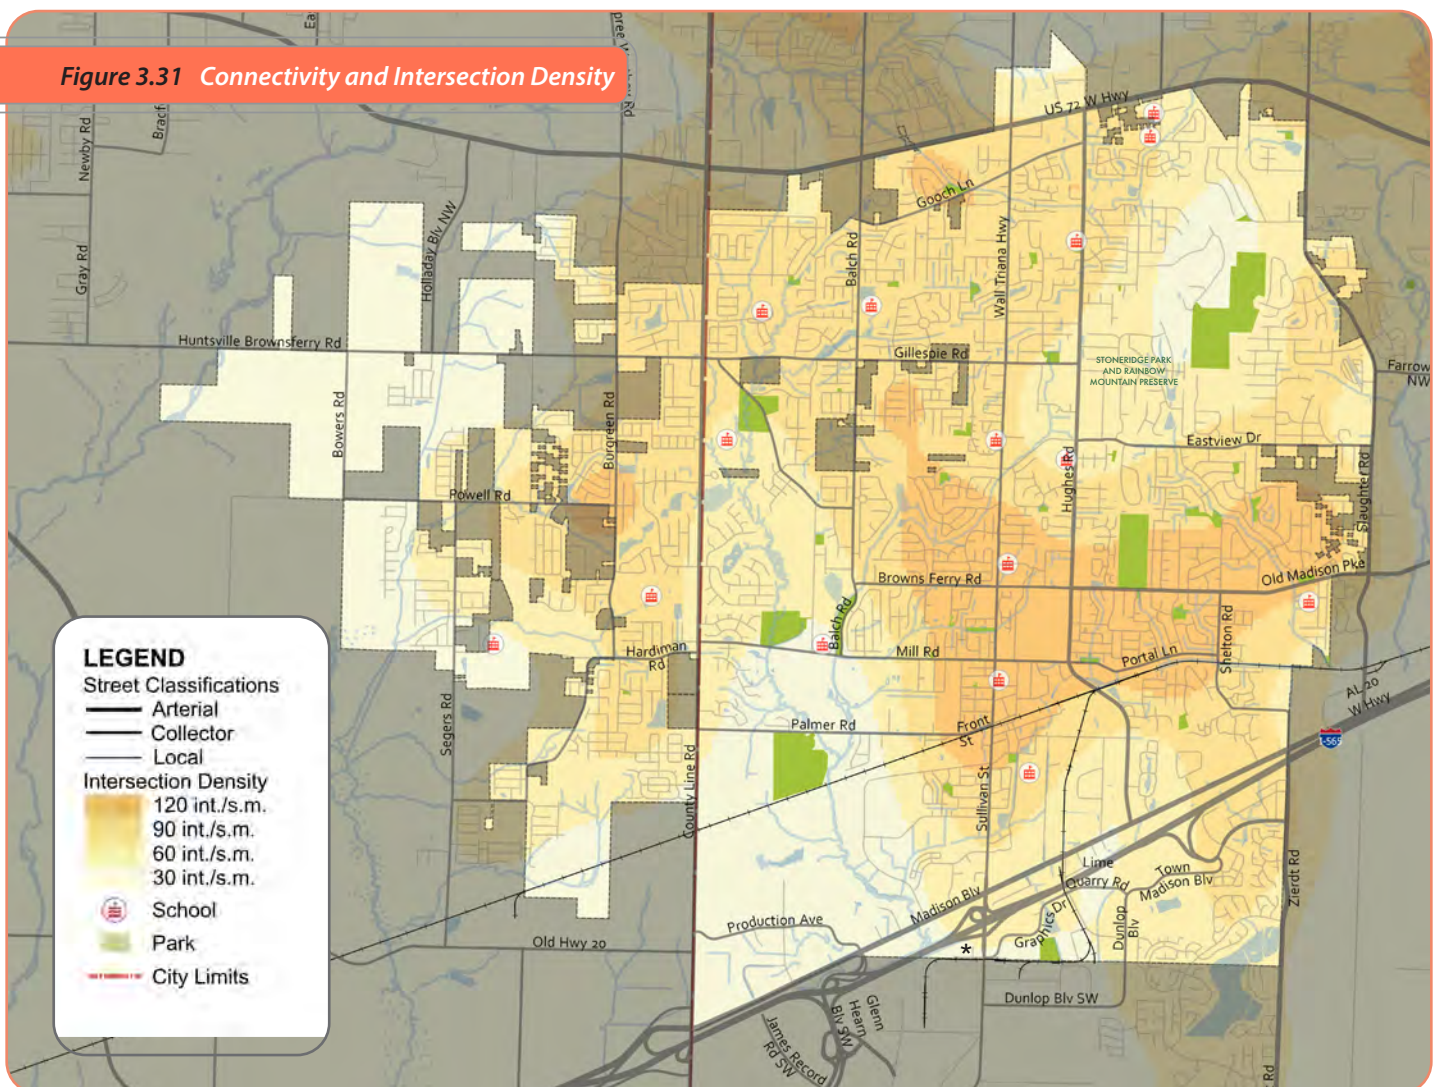 Figure 3.31 Connectivity and Intersection Density
US 72 W Hwy
Newby Rd
Gray Rd
Holladay Blv NW
Gooch Ln
Balch Rd
Wall Triana Hwy
Huntsville Brownsferry Rd
Gillespie Rd
STONERIDGE PARK
AND RAINBOW
MOUNTAIN PRESERVE
Farrow
NW
Bowers Rd
Burgreen Rd
Eastview Dr
Hughes Rd
Slaughter Rd
Powell Rd
Browns Ferry Rd
Old Madison Pke
Balch Rd
Shelton Rd
Hardiman
Rd
Mill Rd
Portal Ln
AL 20
W Hwy
Segers Rd
Palmer Rd
Front
St
I-565
County Line Rd
Sullivan St
Lime
Quarry Rd
Town
Madison Blv
Zierdt Rd
Madison Blv
Production Ave
Graphics Dr
Dunlop
Blv
Old Hwy 20
*
Dunlop Blv SW
Glenn
Hearn
Blv SW
James Record
Rd SW
Rd
LEGEND
Street Classifications
Arterial
Collector
Local
Intersection Density
120 int./s.m.
90 int./s.m.
60 int./s.m.
30 int./s.m.
School
Park
City Limits